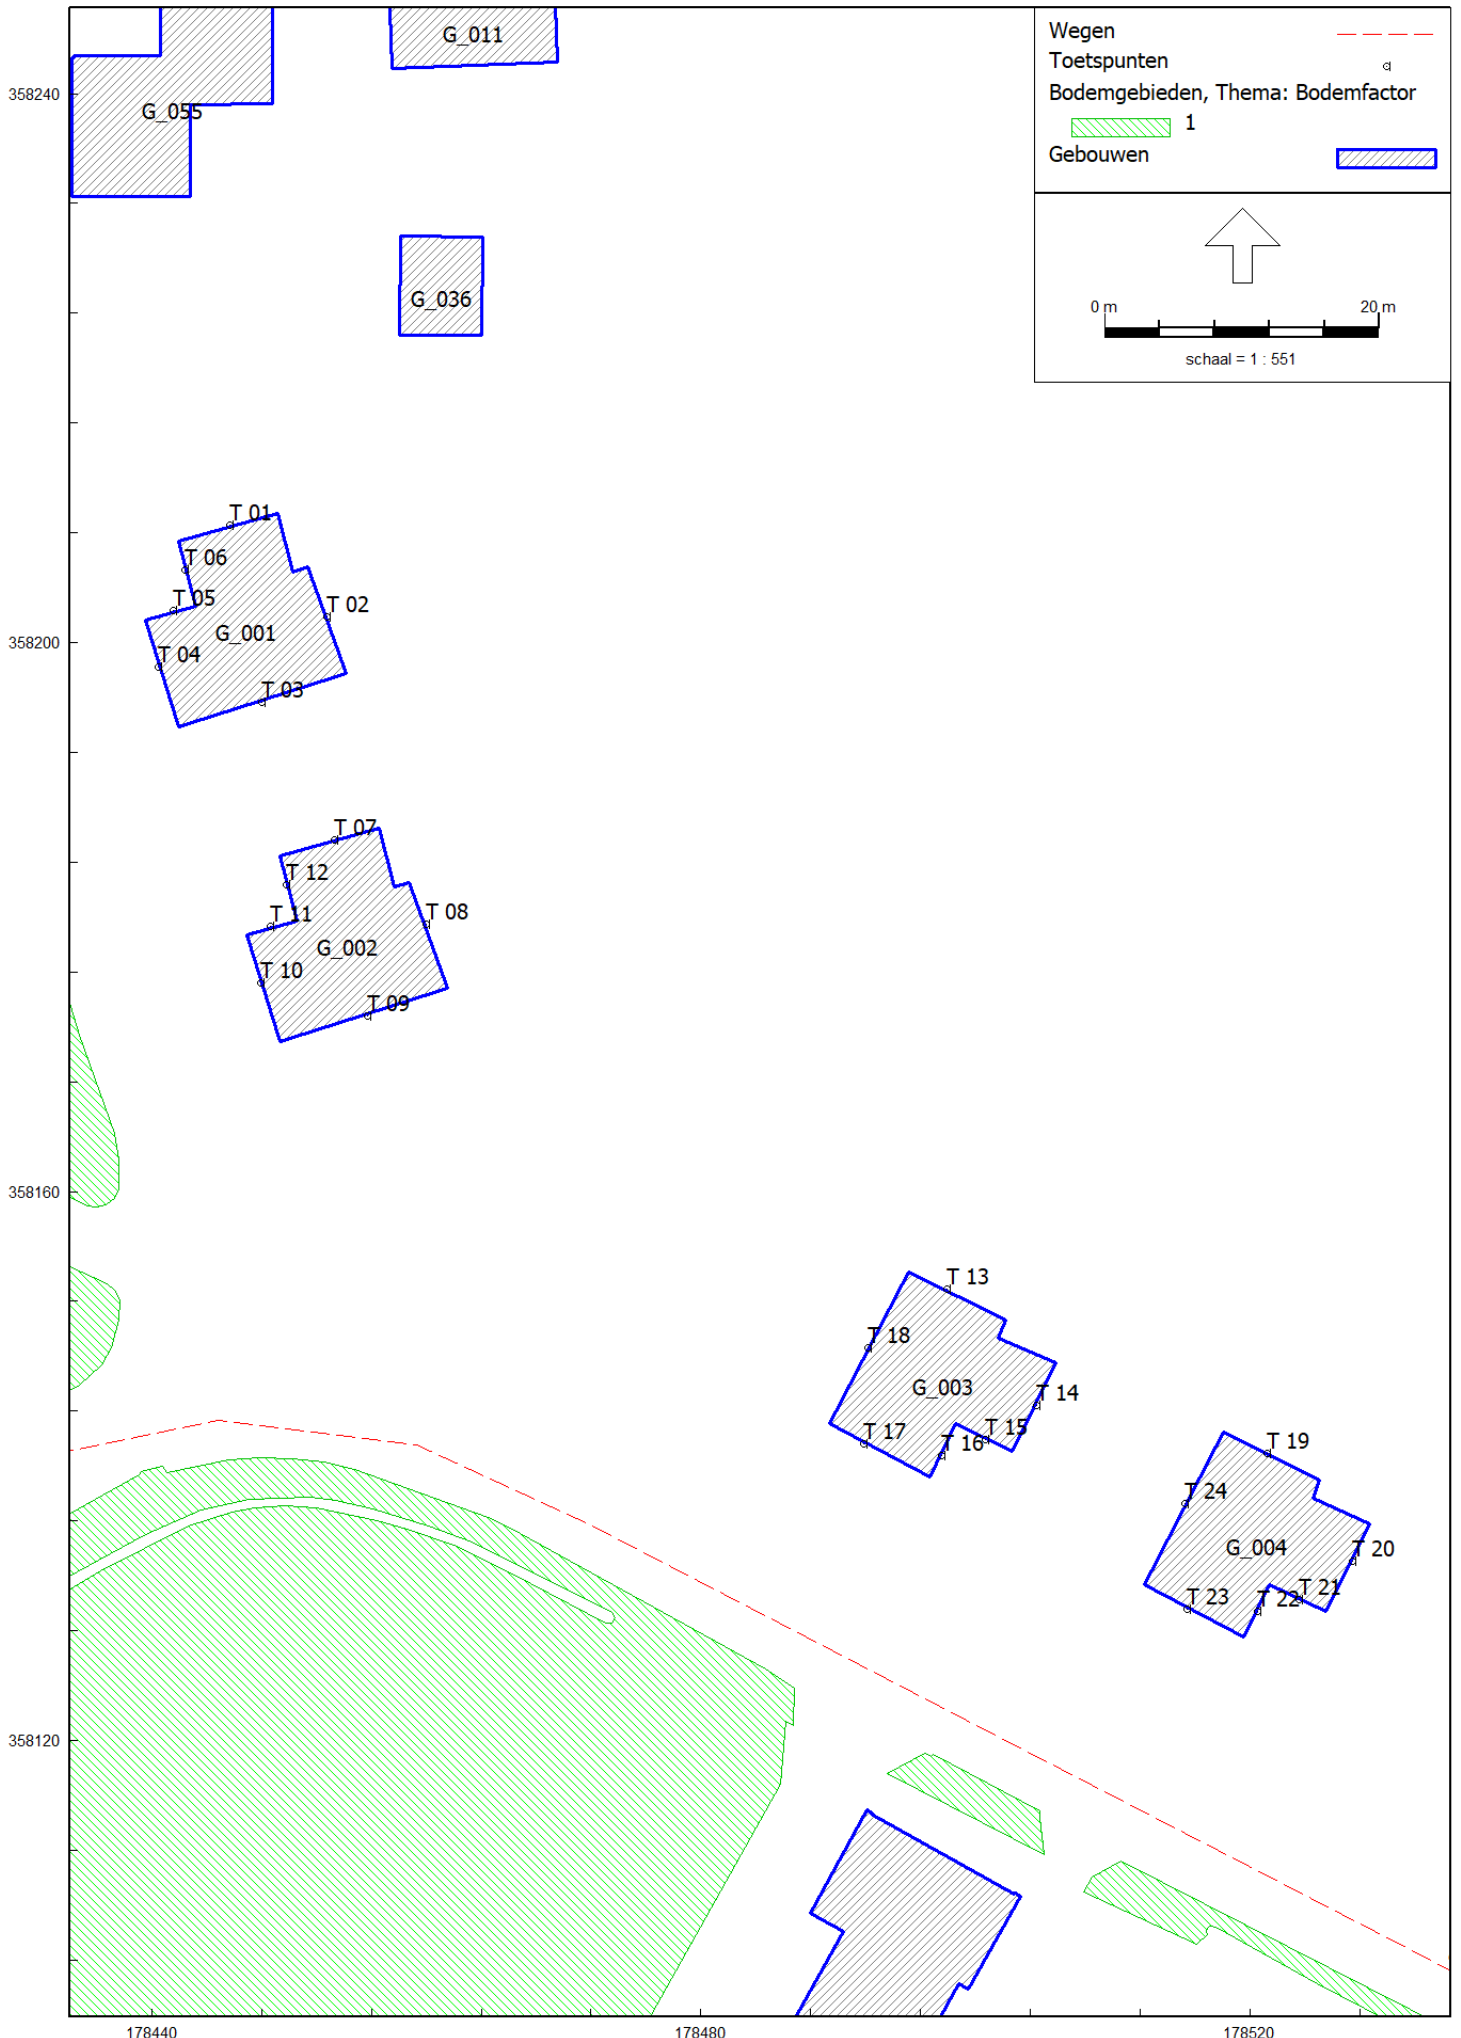 Wegen
Toetspunten
Bodemgebieden, Thema: Bodemfactor
1
Gebouwen
0 m
20 m
schaal = 1 : 551
G_011
358240
G_055
G_036
T 01
T 06
T 05
T 02
G_001
358200
T 04
T 03
T 07
T 12
T 11
T 08
G_002
T 10
T 09
358160
T 13
T 18
G_003
T 14
T 17
T 15
T 16
T 19
T 24
G_004
T 20
T 21
T 22
T 23
358120
178440
178480
178520